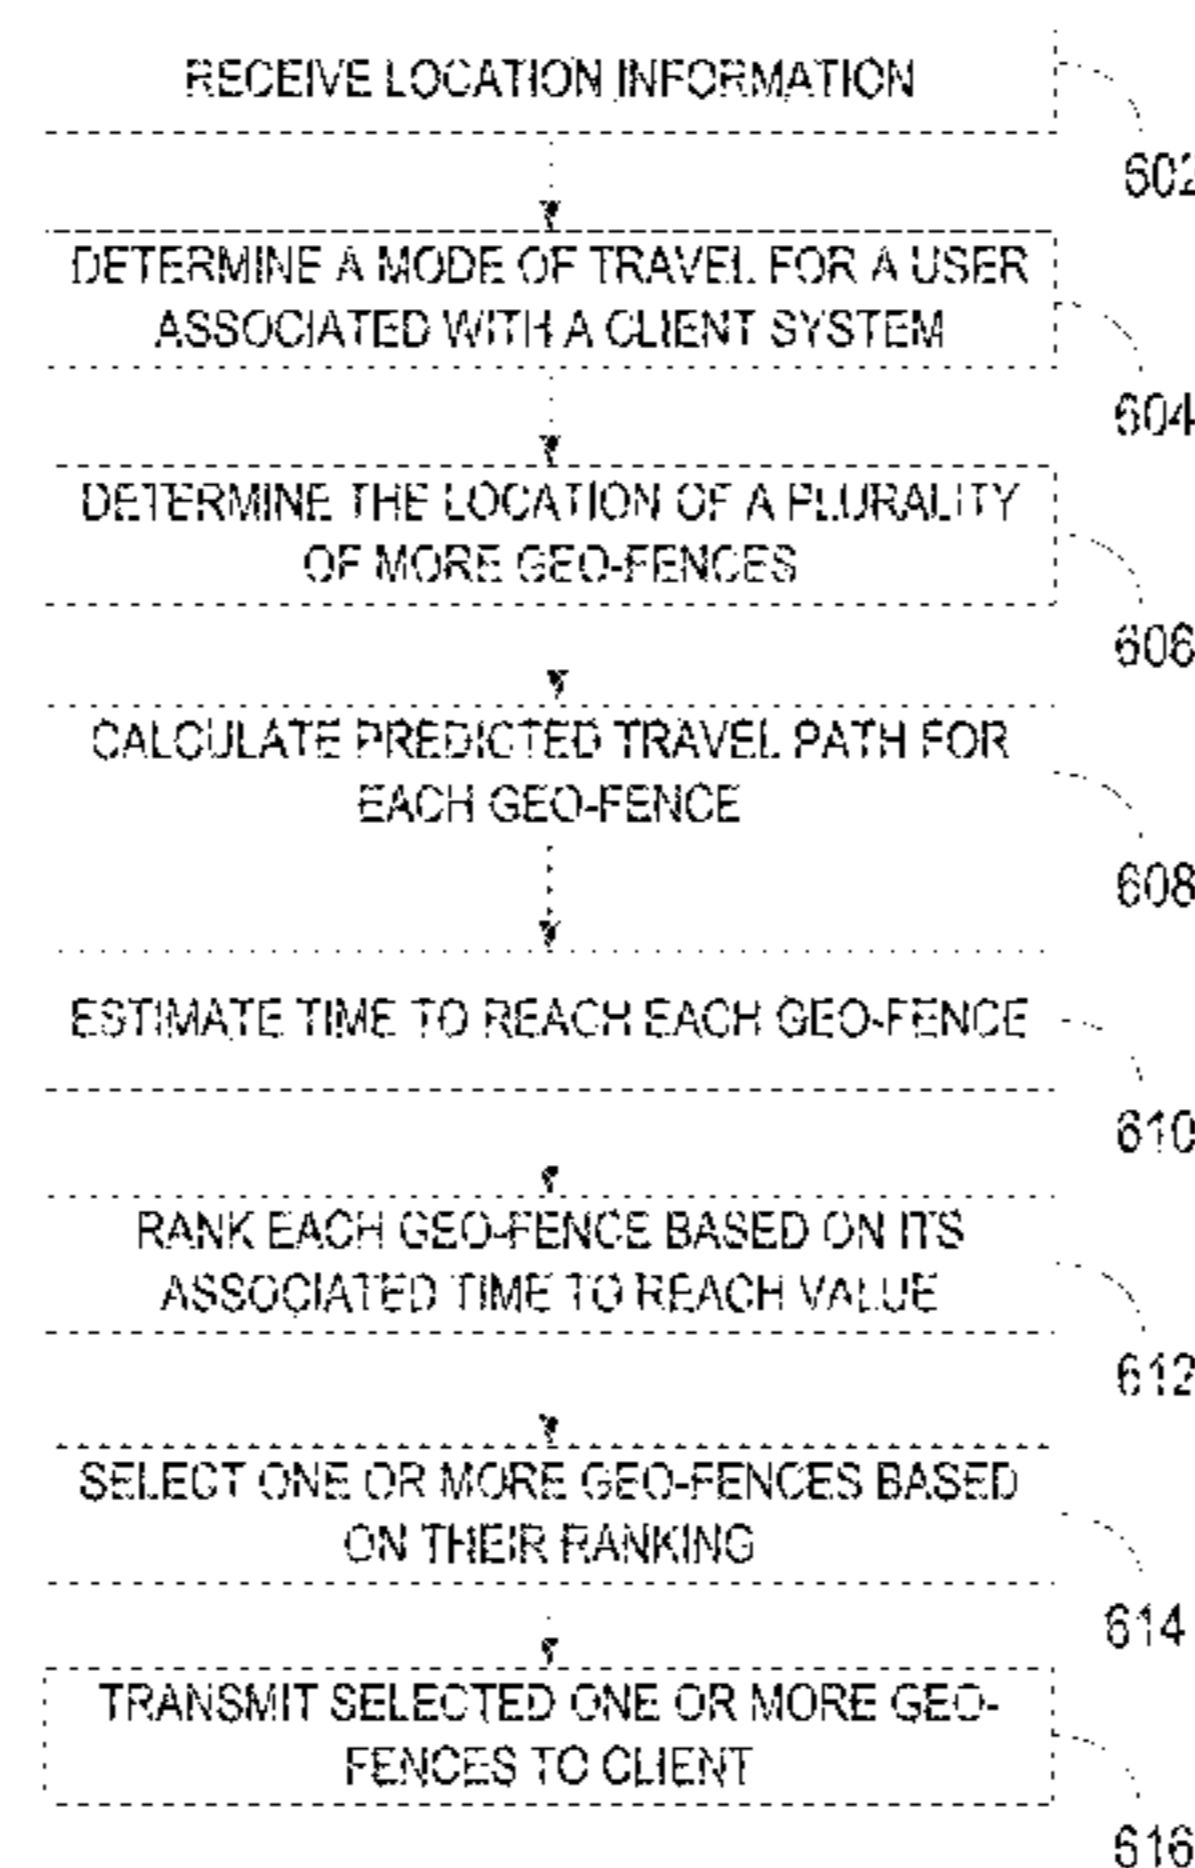 RECEIVE LOCATION INFORMATION
602
DETERMINE A MODE OF TRAVEL FOR A USER
ASSOCIATED WITH A CLIENT SYSTEM
604
DETERMINE THE LOCATION OF A PLURALITY
OF MORE GEO-FENCES
606
CALCULATE PREDICTED TRAVEL PATH FOR
EACH GEO-FENCE
608
ESTIMATE TIME TO REACH EACH GEO-FENCE
610
RANK EACH GEO-FENCE BASED ON ITS
ASSOCIATED TIME TO REACH VALUE
612
SELECT ONE OR MORE GEO-FENCES BASED
ON THEIR RANKING
614
TRANSMIT SELECTED ONE OR MORE GEO-
FENCES TO CLIENT
616